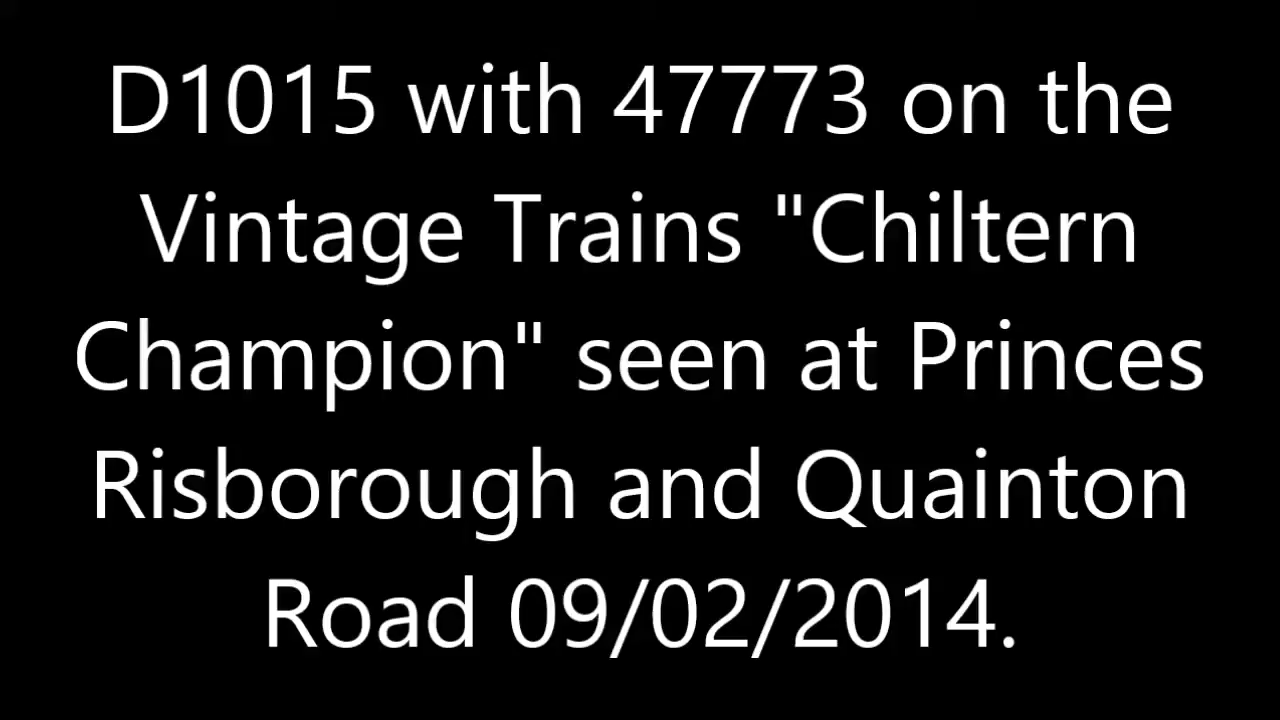 D1015 with 47773 on the
Vintage Trains "Chiltern
Champion" seen at Princes
Risborough and Quainton
Road 09/02/2014.